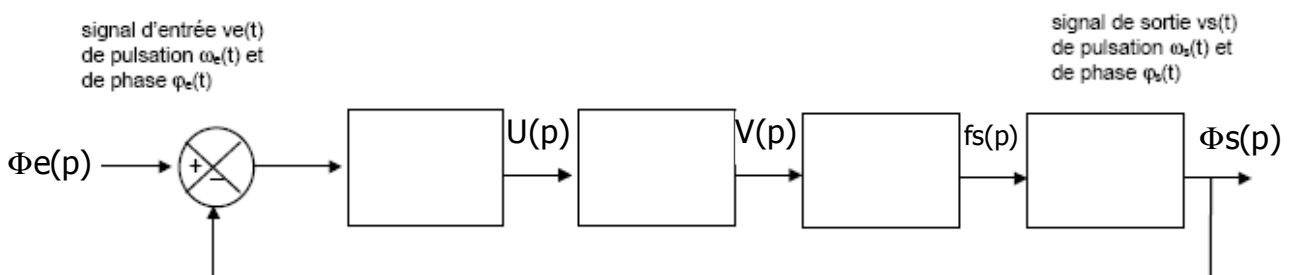 signal d'entrée ve(t)
de pulsation ωe(t) et
de phase φe(t)
signal de sortie vs(t)
de pulsation ωs(t) et
de phase φs(t)
Φe(p)
+
−
U(p)
V(p)
fs(p)
Φs(p)